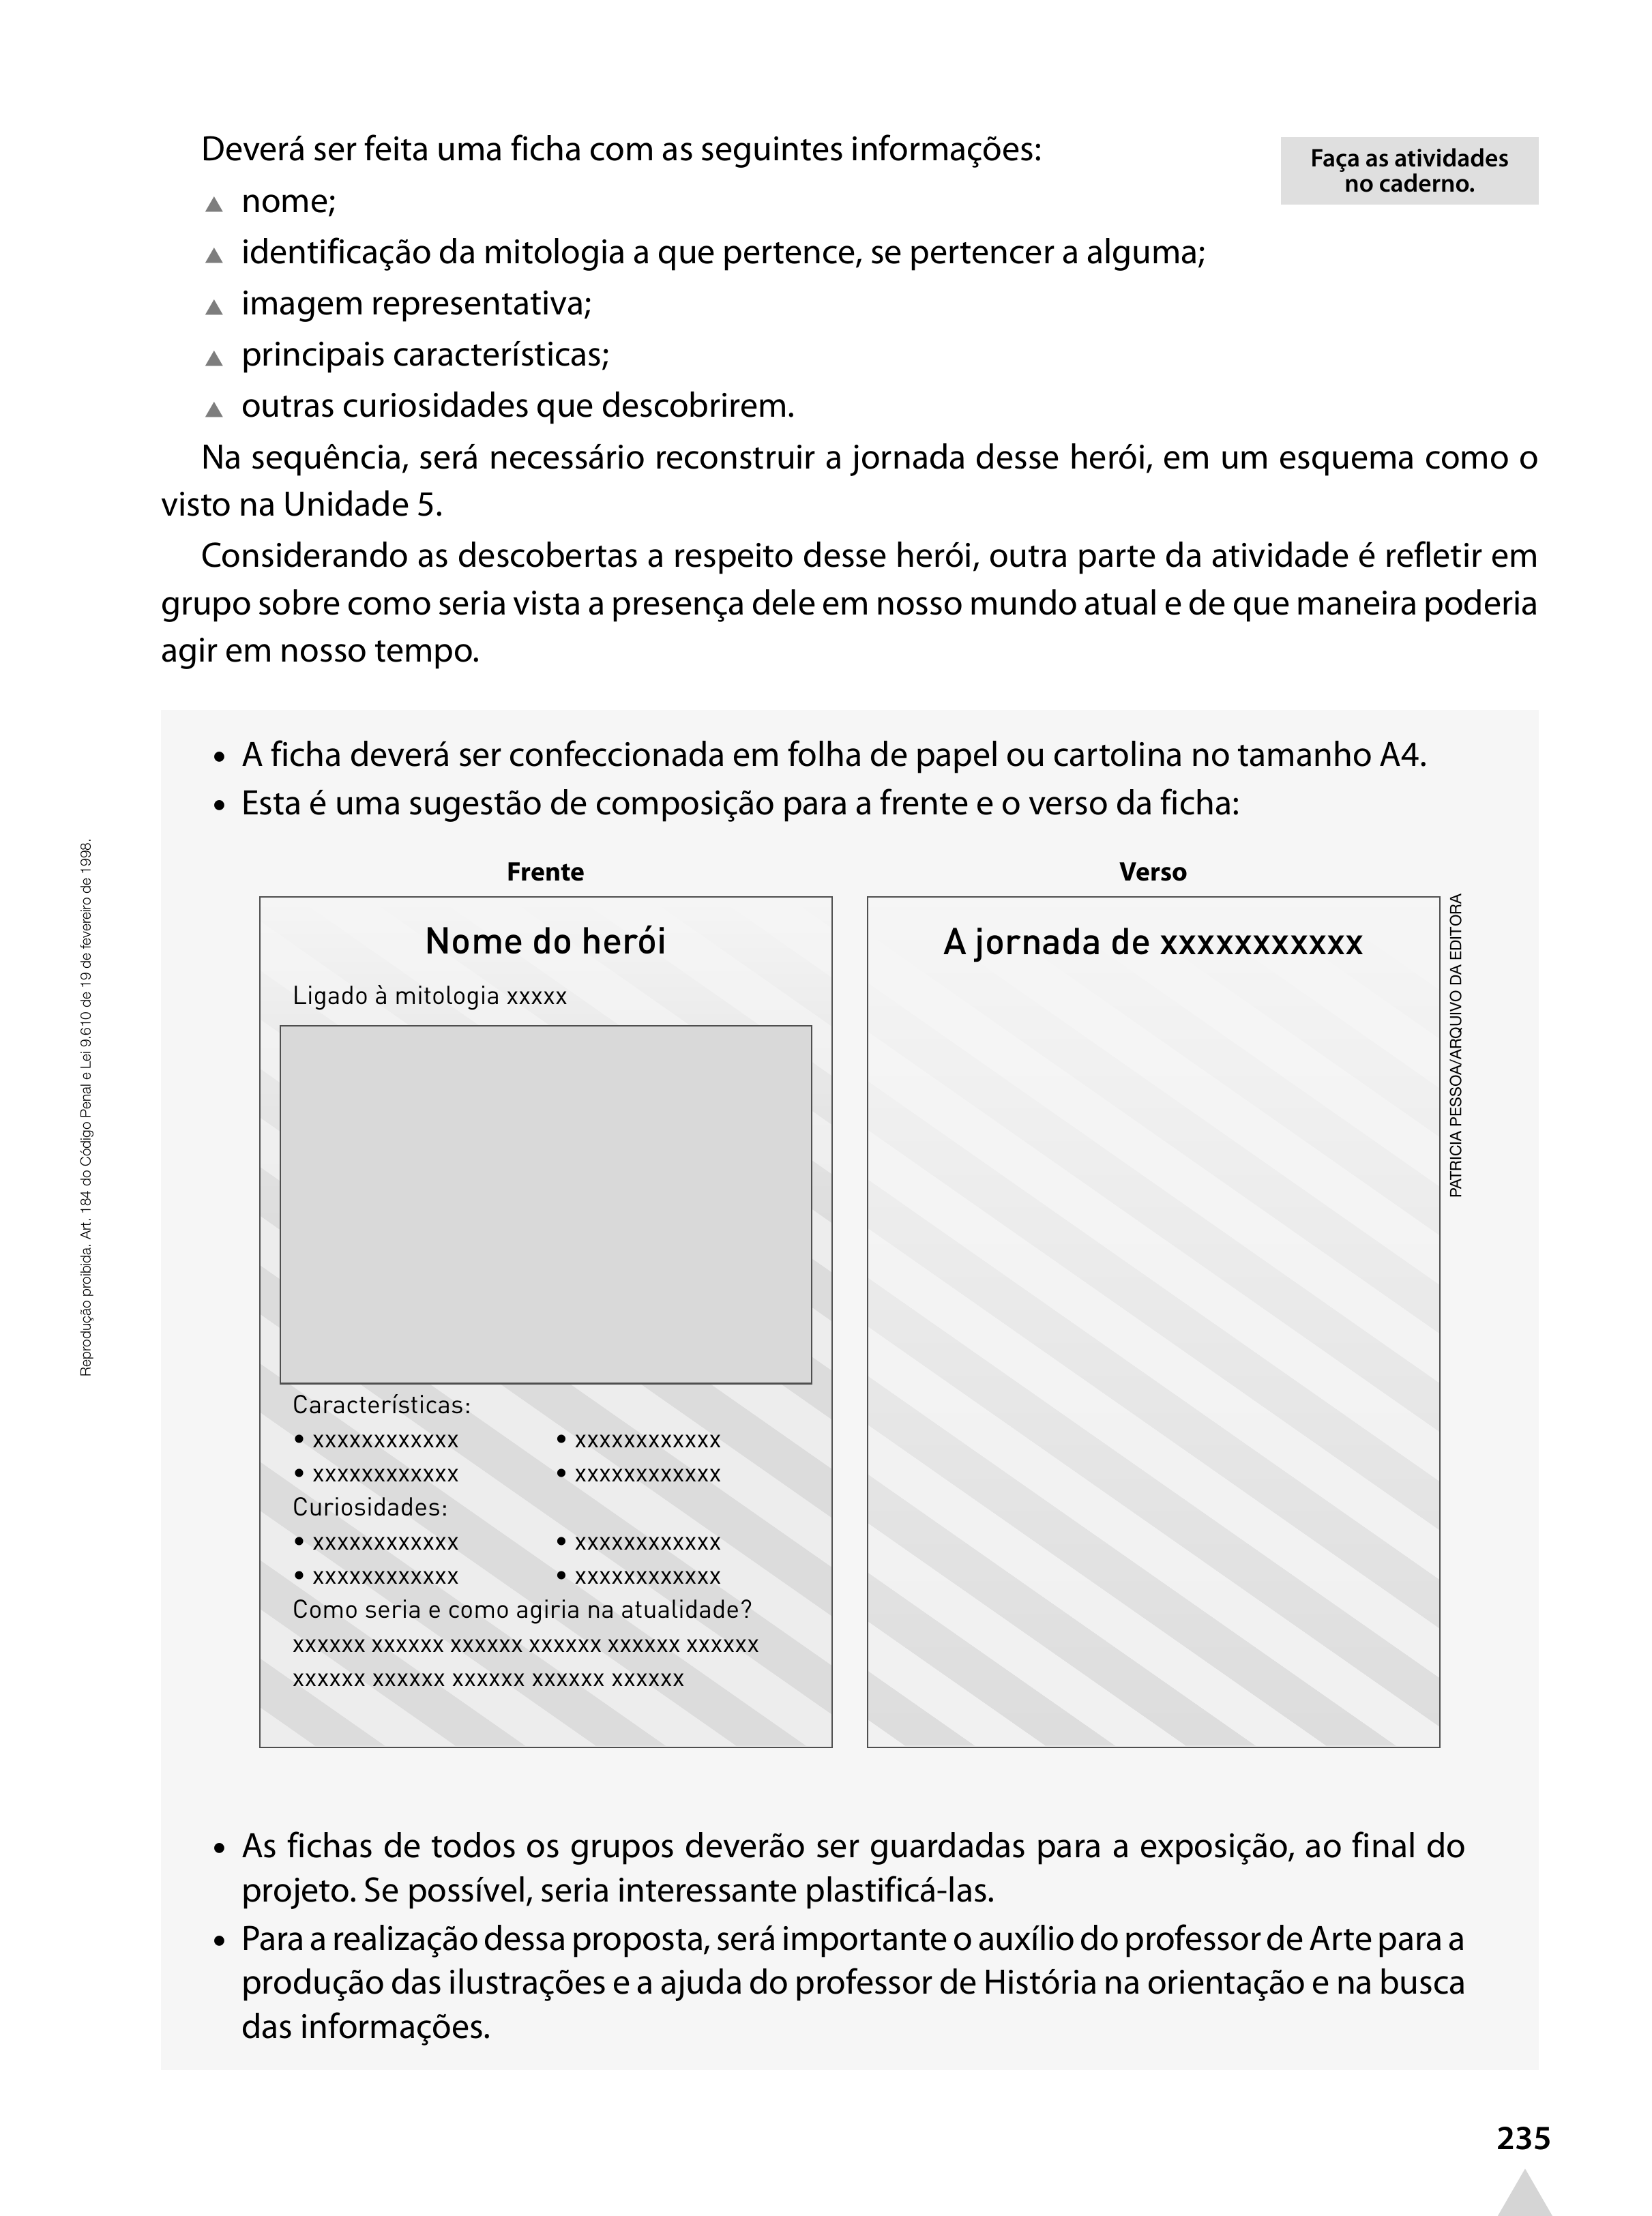 Deverá ser feita uma ficha com as seguintes informações:
Faça as atividades
no caderno.
▲ nome;
▲ identificação da mitologia a que pertence, se pertencer a alguma;
▲ imagem representativa;
▲ principais características;
▲ outras curiosidades que descobrirem.
Na sequência, será necessário reconstruir a jornada desse herói, em um esquema como o
visto na Unidade 5.
Considerando as descobertas a respeito desse herói, outra parte da atividade é refletir em
grupo sobre como seria vista a presença dele em nosso mundo atual e de que maneira poderia
agir em nosso tempo.
• A ficha deverá ser confeccionada em folha de papel ou cartolina no tamanho A4.
• Esta é uma sugestão de composição para a frente e o verso da ficha:
Frente
Nome do herói
Ligado à mitologia xxxxx
Características:
• xxxxxxxxxxxx • xxxxxxxxxxxx
• xxxxxxxxxxxx • xxxxxxxxxxxx
Curiosidades:
• xxxxxxxxxxxx • xxxxxxxxxxxx
• xxxxxxxxxxxx • xxxxxxxxxxxx
Como seria e como agiria na atualidade?
xxxxxx xxxxxx xxxxxx xxxxxx xxxxxx xxxxxx
xxxxxx xxxxxx xxxxxx xxxxxx xxxxxx
Verso
A jornada de xxxxxxxxxxx
PATRICIA PESSOA/ARQUIVO DA EDITORA
• As fichas de todos os grupos deverão ser guardadas para a exposição, ao final do
projeto. Se possível, seria interessante plastificá-las.
• Para a realização dessa proposta, será importante o auxílio do professor de Arte para a
produção das ilustrações e a ajuda do professor de História na orientação e na busca
das informações.
Reprodução proibida. Art. 184 do Código Penal e Lei 9.610 de 19 de fevereiro de 1998.
235